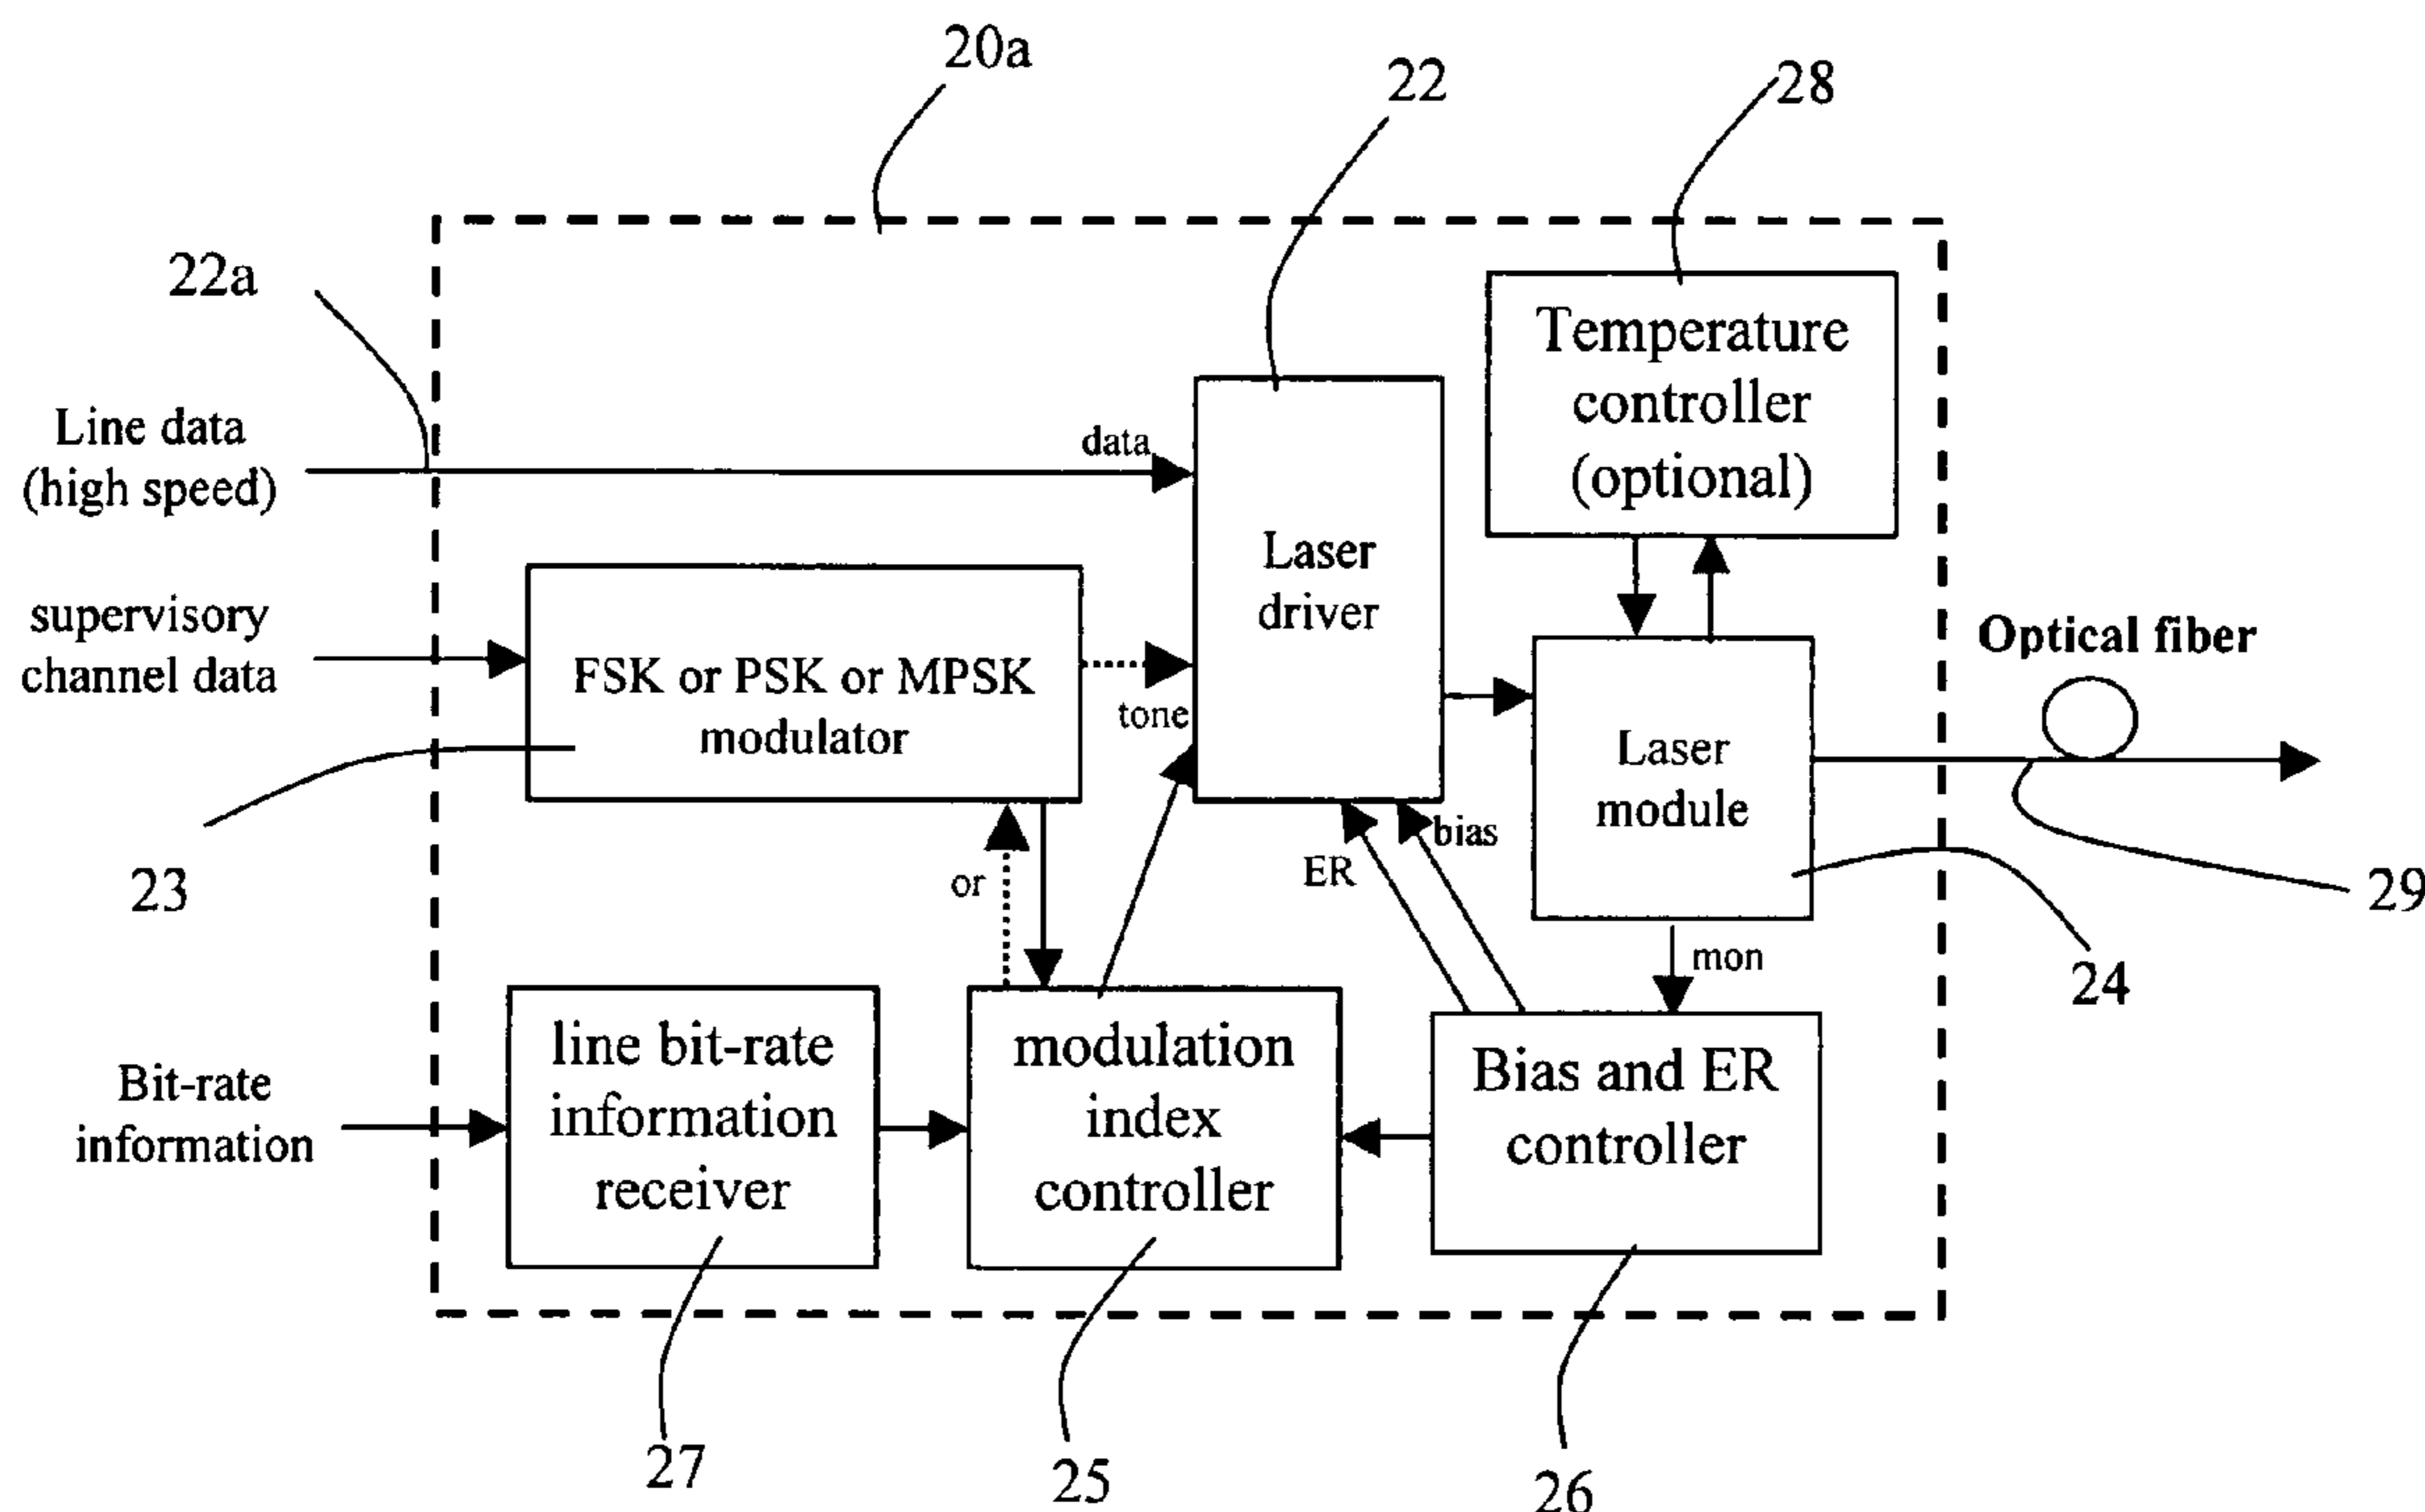 20a
22
28
22a
Line data
(high speed)
data
Temperature
controller
(optional)
Laser
driver
supervisory
channel data
FSK or PSK or MPSK
modulator
tone
Optical fiber
Laser
module
bias
ER
or
23
29
mon
24
Bit-rate
information
line bit-rate
information
receiver
modulation
index
controller
Bias and ER
controller
27
25
26